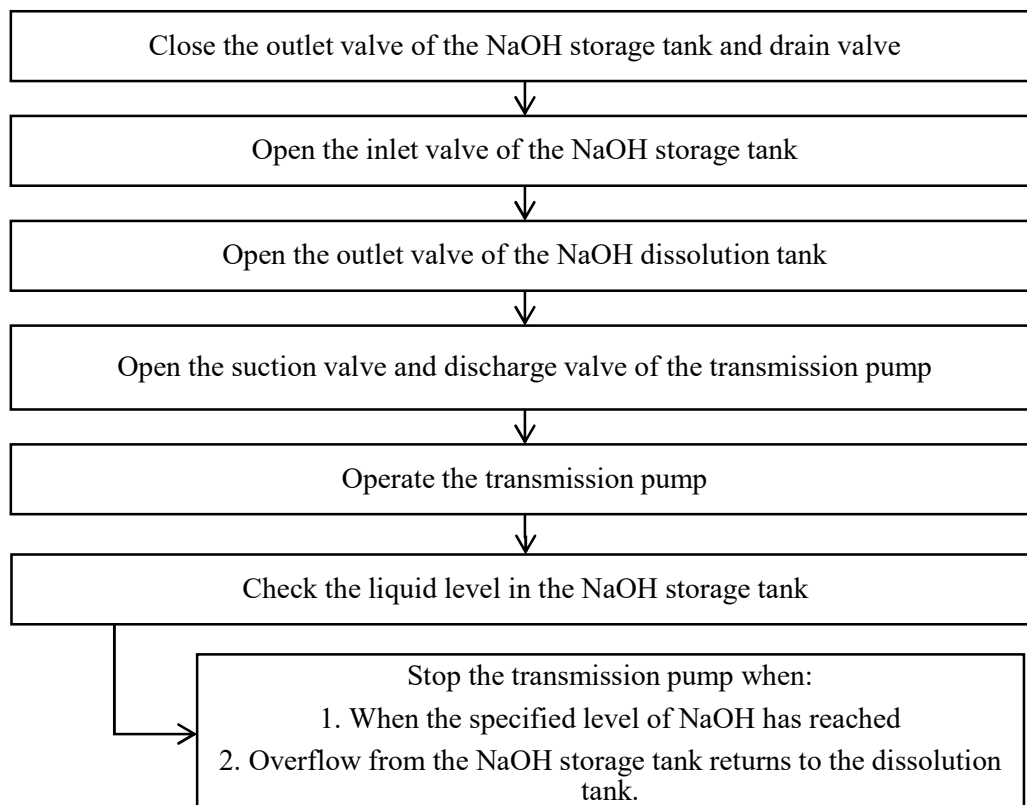 Close the outlet valve of the NaOH storage tank and drain valve
Open the inlet valve of the NaOH storage tank
Open the outlet valve of the NaOH dissolution tank
Open the suction valve and discharge valve of the transmission pump
Operate the transmission pump
Check the liquid level in the NaOH storage tank
Stop the transmission pump when:
1. When the specified level of NaOH has reached
2. Overflow from the NaOH storage tank returns to the dissolution
tank.